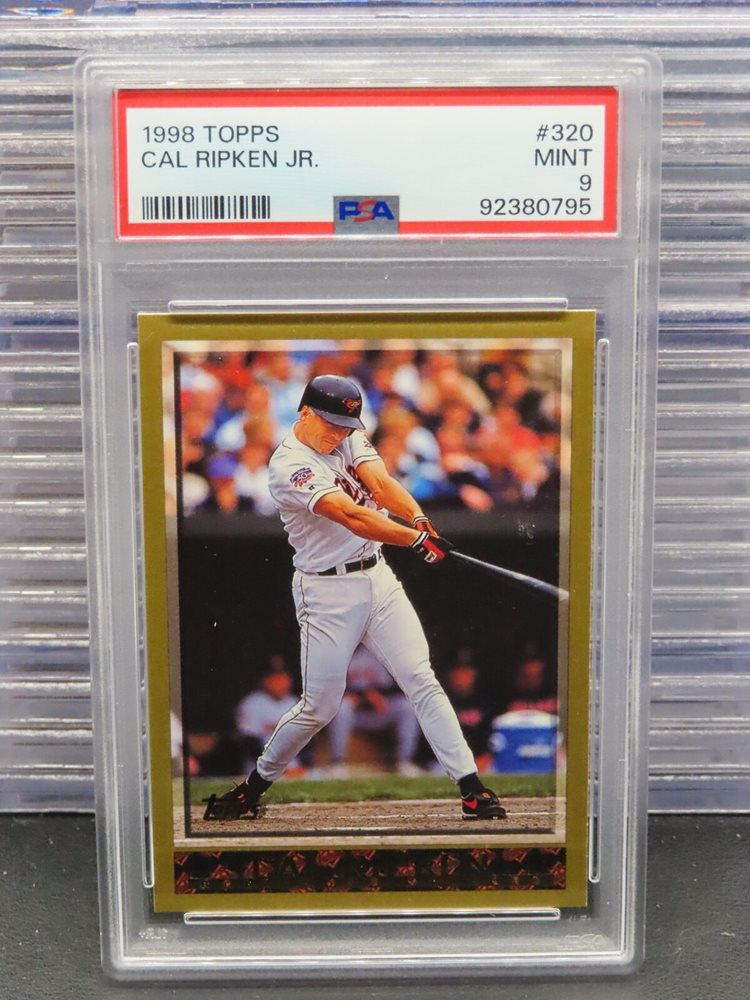 1998 TOPPS #320
CAL RIPKEN JR. MINT
9
PSA 92380795